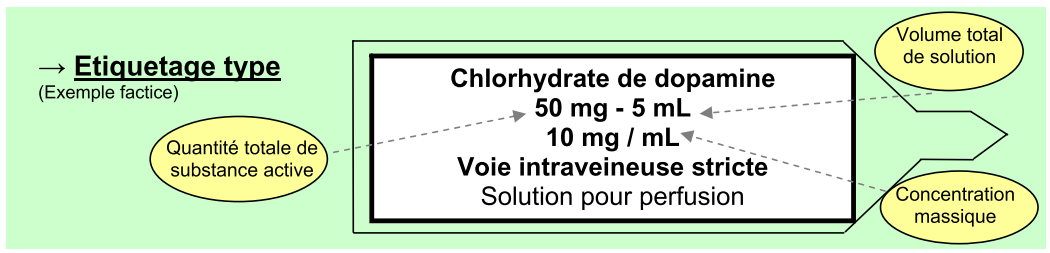 → Etiquetage type
(Exemple factice)
Quantité totale de
substance active
Chlorhydrate de dopamine
50 mg - 5 mL
10 mg / mL
Voie intraveineuse stricte
Solution pour perfusion
Volume total
de solution
Concentration
massique